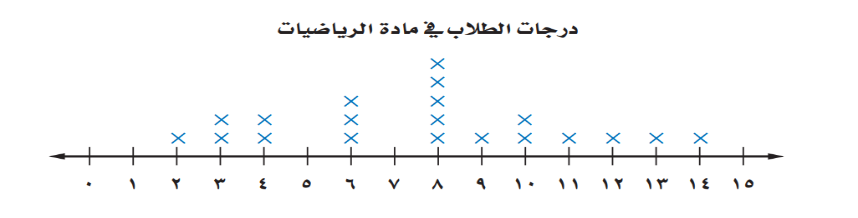 درجات الطلاب في مادة الرياضيات
٠ ١ ٢ ٣ ٤ ٥ ٦ ٧ ٨ ٩ ١٠ ١١ ١٢ ١٣ ١٤ ١٥